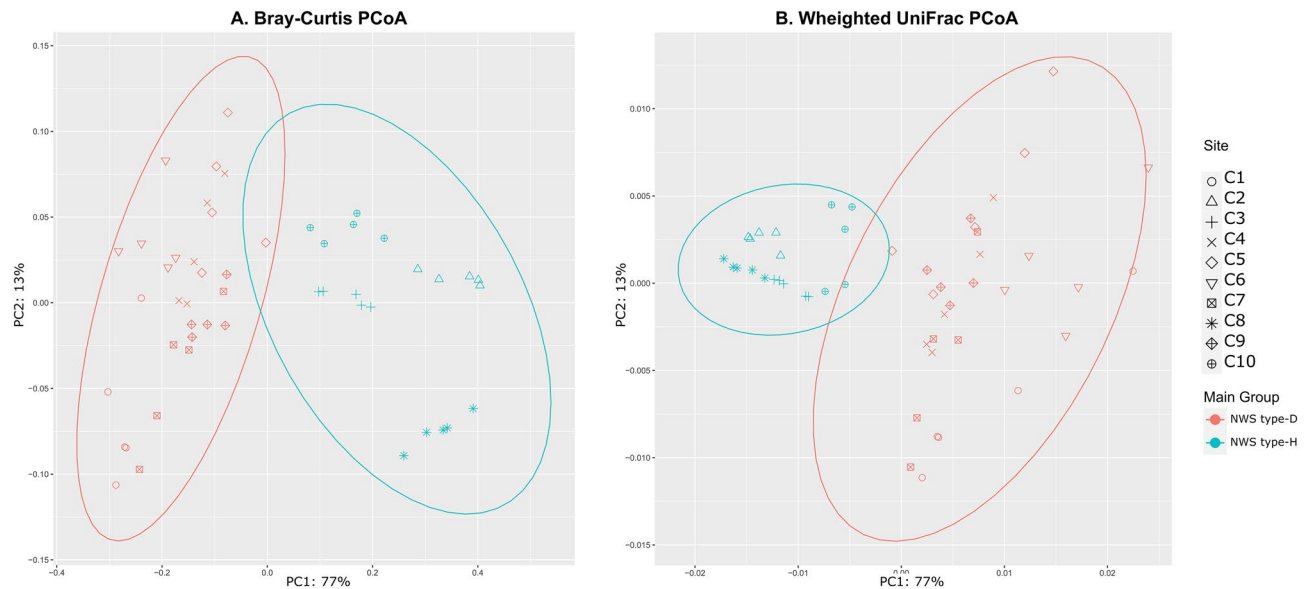 A. Bray-Curtis PCoA
0.15
0.10
0.05
0.00
−0.05
−0.10
−0.15
PC2: 13%
−0.4
−0.2
0.0
0.2
0.4
PC1: 77%
B. Wheighted UniFrac PCoA
0.010
0.005
0.000
−0.005
−0.010
−0.015
PC2: 13%
−0.02
−0.01
0.00
0.01
0.02
PC1: 77%
Site
C1
C2
C3
C4
C5
C6
C7
C8
C9
C10
Main Group
NWS type-D
NWS type-H